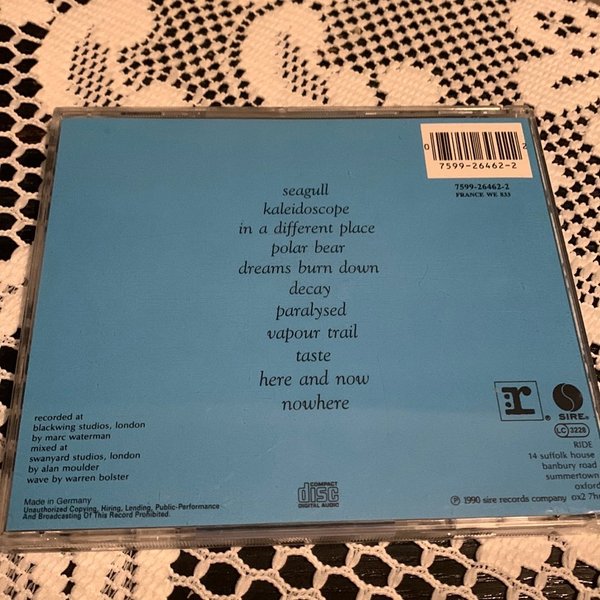 0 2
7599-26462-2
7599-26462-2
FRANCE WE 833
seagull
kaleidoscope
in a different place
polar bear
dreams burn down
decay
paralysed
vapour trail
taste
here and now
nowhere
recorded at
blackwing studios, london
by marc waterman
mixed at
swanyard studios, london
by alan moulder
wave by warren bolster
r
SIRE
LC 3228
RIDE
14 suffolk house
banbury road
summertown
oxford
ox2 7h
Made in Germany
Unauthorized Copying, Hiring, Lending, Public-Performance
And Broadcasting Of This Record Prohibited.
COMPACT
disc
DIGITAL AUDIO
℗ 1990 sire records company